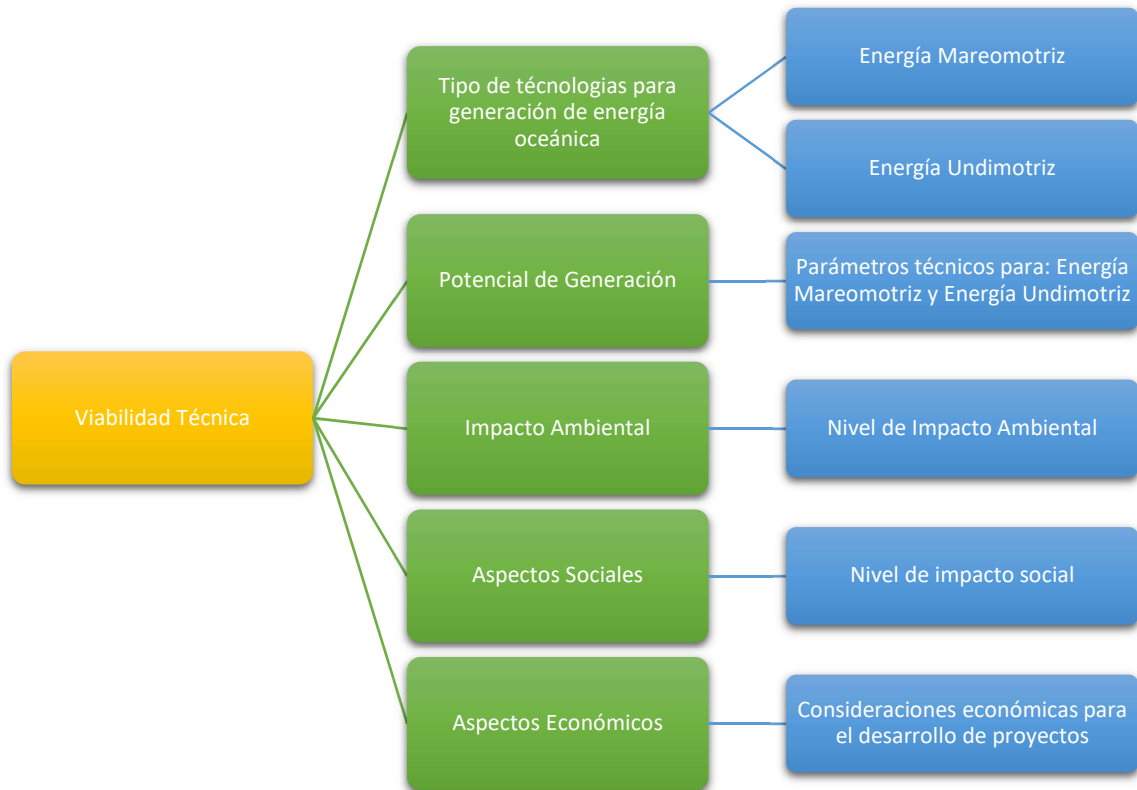 Viabilidad Técnica
Tipo de técnologias para
generación de energía
oceánica
Energía Mareomotriz
Energía Undimotriz
Potencial de Generación
Parámetros técnicos para: Energía
Mareomotriz y Energía Undimotriz
Impacto Ambiental
Nivel de Impacto Ambiental
Aspectos Sociales
Nivel de impacto social
Aspectos Económicos
Consideraciones económicas para
el desarrollo de proyectos